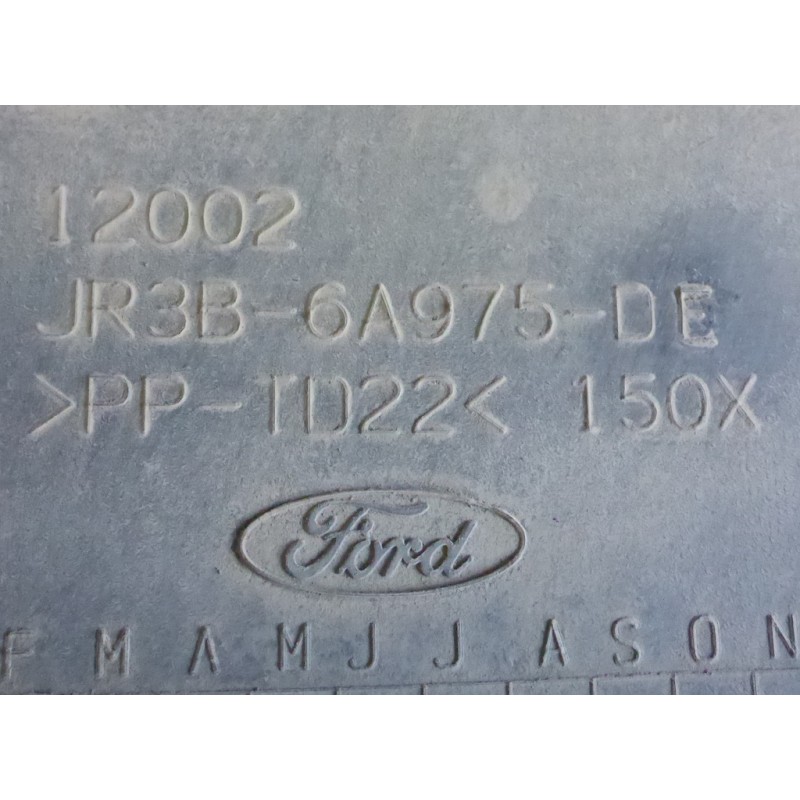 12002
JR3B-6A975-DE
>PP-TD22< 150X
Ford
F M A M J J A S O N